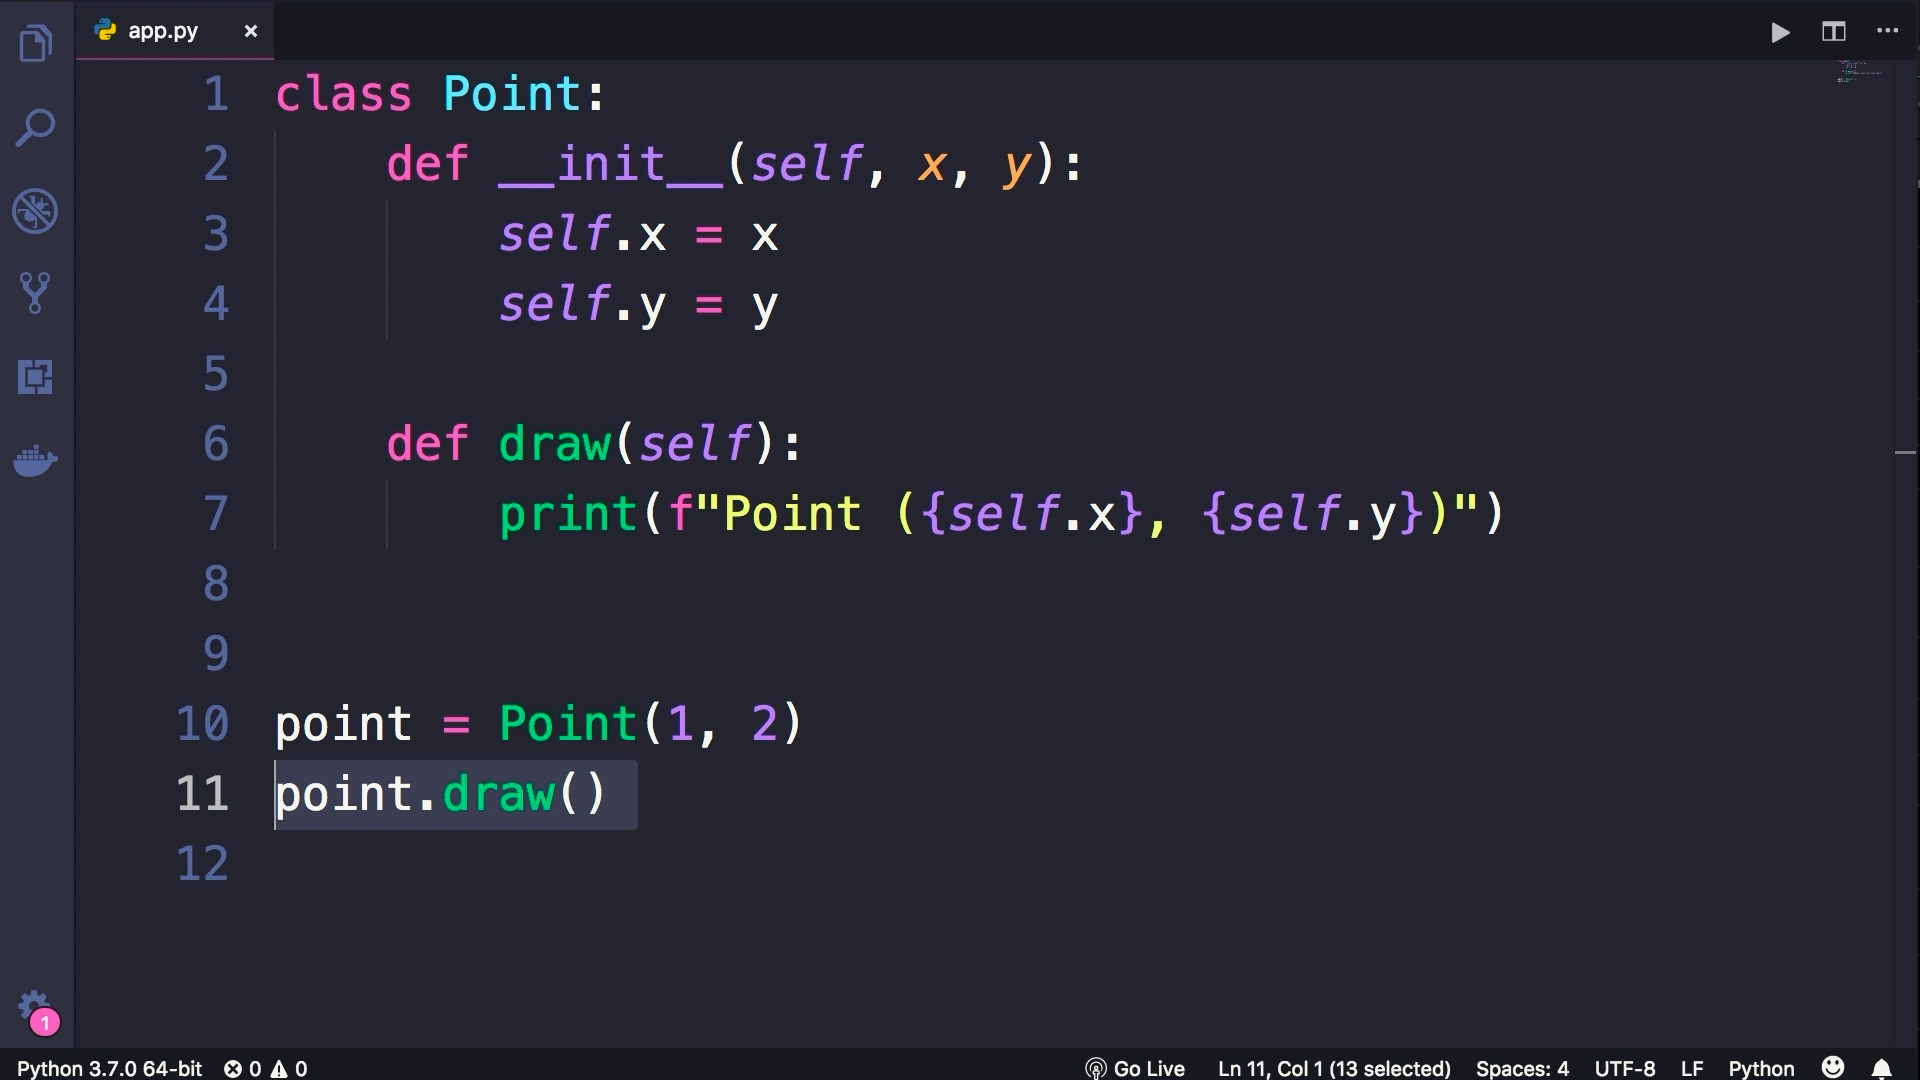 app.py
1 class Point:
2     def __init__(self, x, y):
3         self.x = x
4         self.y = y
5
6     def draw(self):
7         print(f"Point ({self.x}, {self.y})")
8
9
10 point = Point(1, 2)
11 point.draw()
12
1
Python 3.7.0 64-bit 0 0 Go Live Ln 11, Col 1 (13 selected) Spaces: 4 UTF-8 LF Python